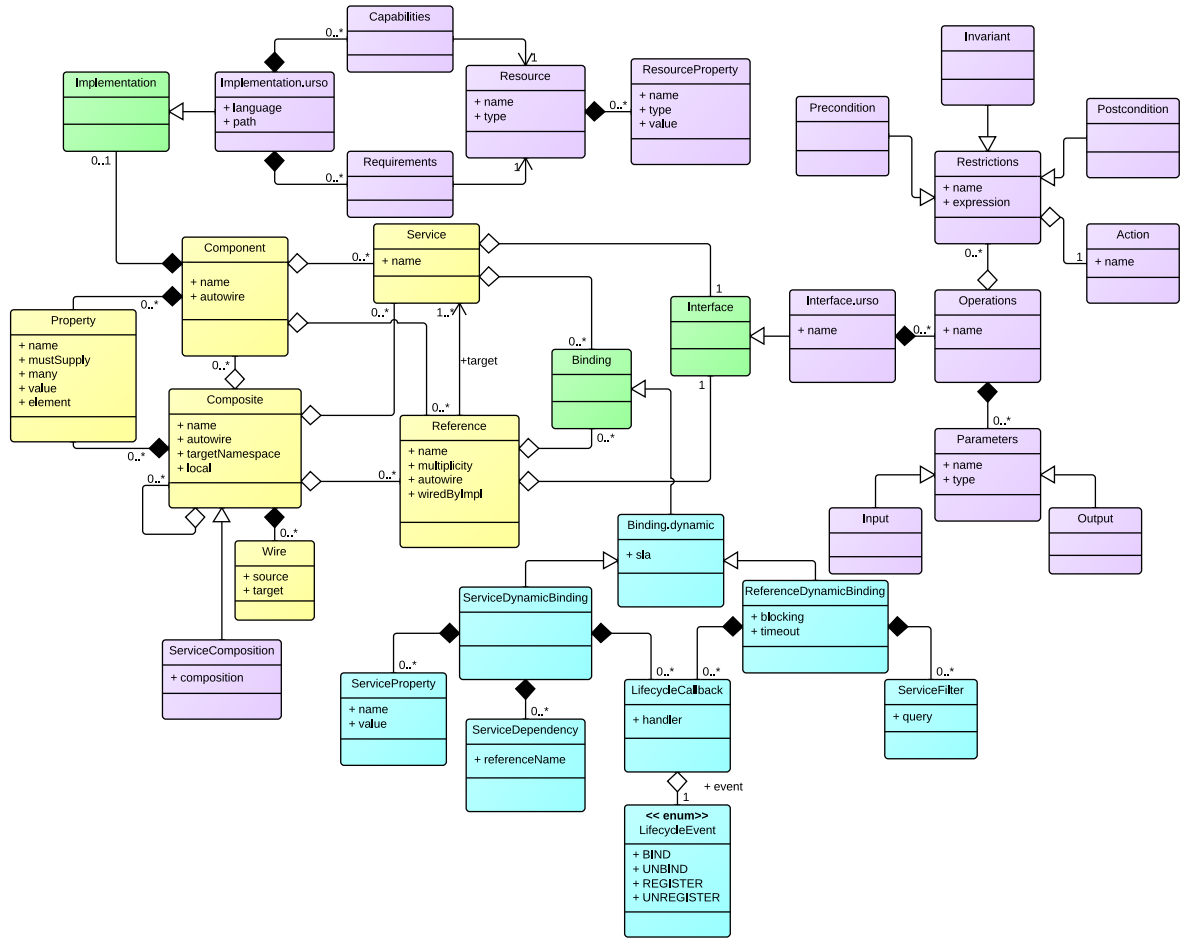 Capabilities
0..*
1
Invariant
Implementation
Implementation.urso
+ language
+ path
Resource
+ name
+ type
0..*
ResourceProperty
+ name
+ type
+ value
Precondition
Postcondition
0..1
Requirements
0..*
1
Restrictions
+ name
+ expression
0..*
1
Action
+ name
Component
+ name
+ autowire
0..*
Service
+ name
0..*
1..*
+target
1
Interface
1
Interface.urso
+ name
0..*
Operations
+ name
0..*
Property
+ name
+ mustSupply
+ many
+ value
+ element
0..*
0..*
0..*
Binding
0..*
Composite
+ name
+ autowire
+ targetNamespace
+ local
0..*
0..*
0..*
Reference
+ name
+ multiplicity
+ autowire
+ wiredByImpl
0..*
Parameters
+ name
+ type
Input
Output
0..*
Wire
+ source
+ target
Binding.dynamic
+ sla
ServiceDynamicBinding
ReferenceDynamicBinding
+ blocking
+ timeout
ServiceComposition
+ composition
0..*
0..*
0..*
0..*
ServiceProperty
+ name
+ value
LifecycleCallback
+ handler
ServiceFilter
+ query
0..*
ServiceDependency
+ referenceName
+ event
1
<< enum>>
LifecycleEvent
+ BIND
+ UNBIND
+ REGISTER
+ UNREGISTER